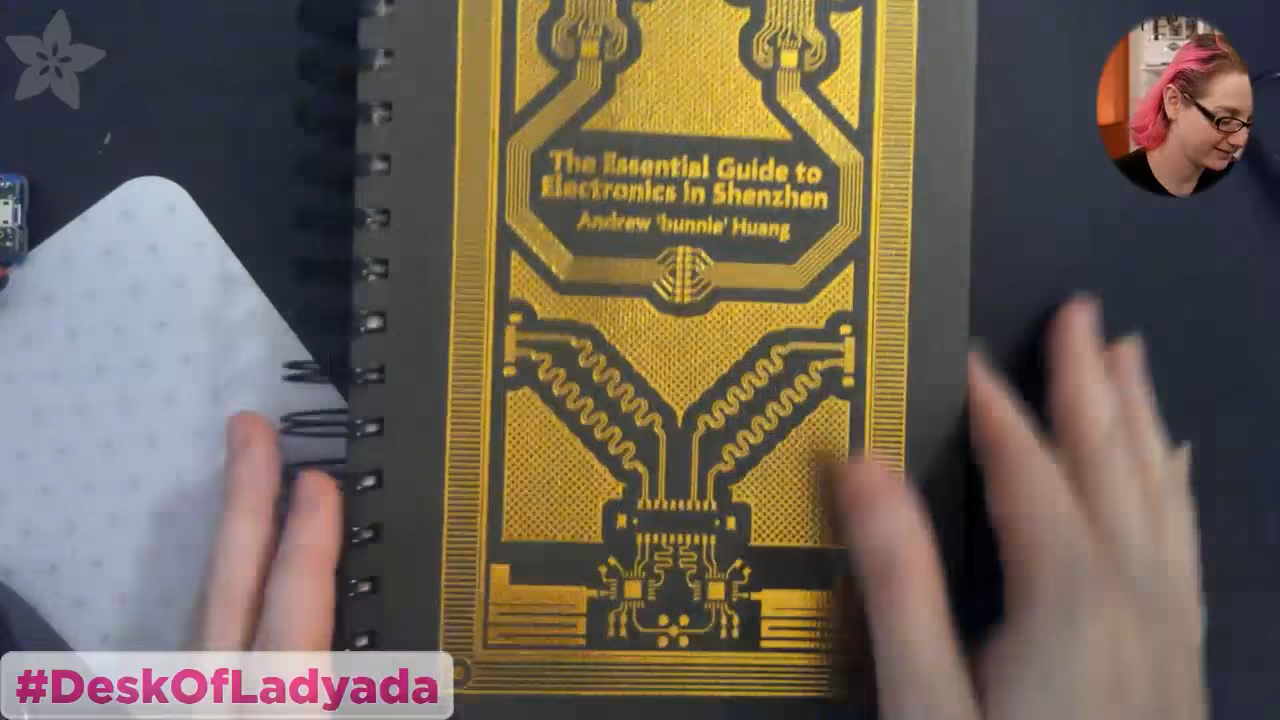 The Essential Guide to
Electronics in Shenzhen
Andrew 'bunnie' Huang
#DeskOfLadyada